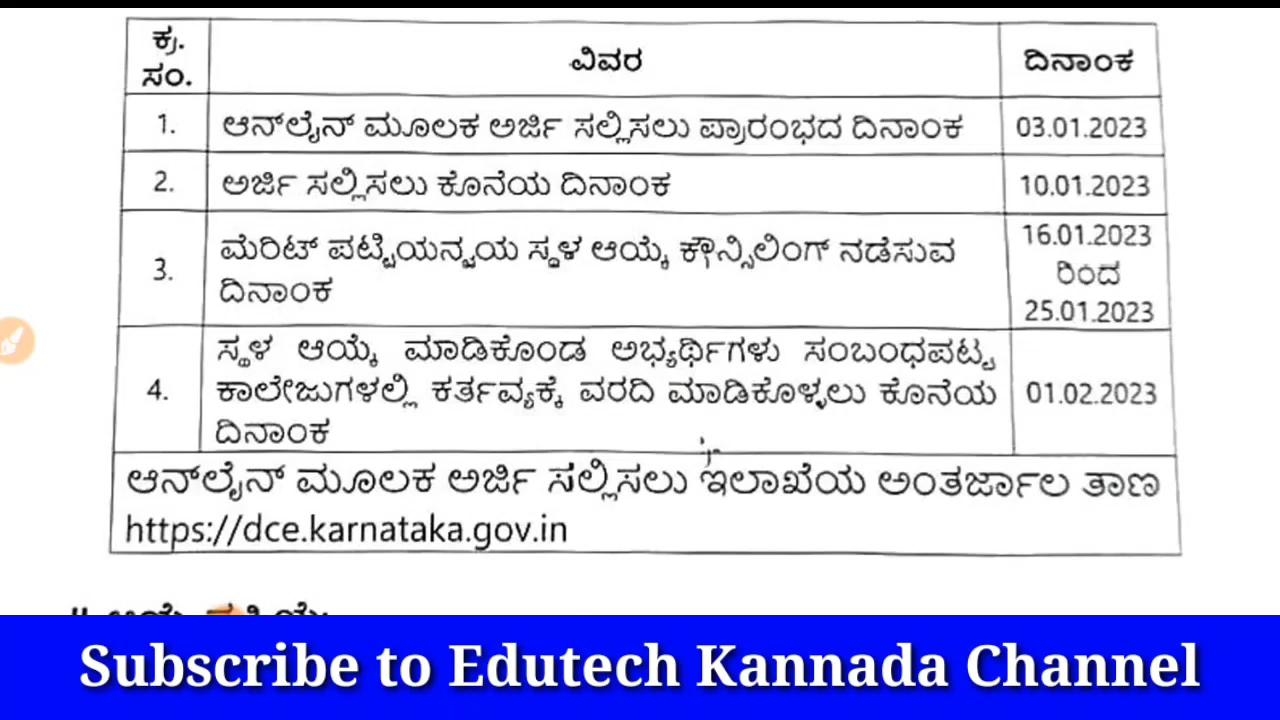 ಕ್ರ. ಸಂ. ವಿವರ ದಿನಾಂಕ
1. ಆನ್‌ಲೈನ್ ಮೂಲಕ ಅರ್ಜಿ ಸಲ್ಲಿಸಲು ಪ್ರಾರಂಭದ ದಿನಾಂಕ 03.01.2023
2. ಅರ್ಜಿ ಸಲ್ಲಿಸಲು ಕೊನೆಯ ದಿನಾಂಕ 10.01.2023
3. ಮೆರಿಟ್ ಪಟ್ಟಿಯನ್ವಯ ಸ್ಥಳ ಆಯ್ಕೆ ಕೌನ್ಸಿಲಿಂಗ್ ನಡೆಸುವ
ದಿನಾಂಕ
16.01.2023
ರಿಂದ
25.01.2023
4. ಸ್ಥಳ ಆಯ್ಕೆ ಮಾಡಿಕೊಂಡ ಅಭ್ಯರ್ಥಿಗಳು ಸಂಬಂಧಪಟ್ಟ
ಕಾಲೇಜುಗಳಲ್ಲಿ ಕರ್ತವ್ಯಕ್ಕೆ ವರದಿ ಮಾಡಿಕೊಳ್ಳಲು ಕೊನೆಯ
ದಿನಾಂಕ
01.02.2023
ಆನ್‌ಲೈನ್ ಮೂಲಕ ಅರ್ಜಿ ಸಲ್ಲಿಸಲು ಇಲಾಖೆಯ ಅಂತರ್ಜಾಲ ತಾಣ
https://dce.karnataka.gov.in
Subscribe to Edutech Kannada Channel